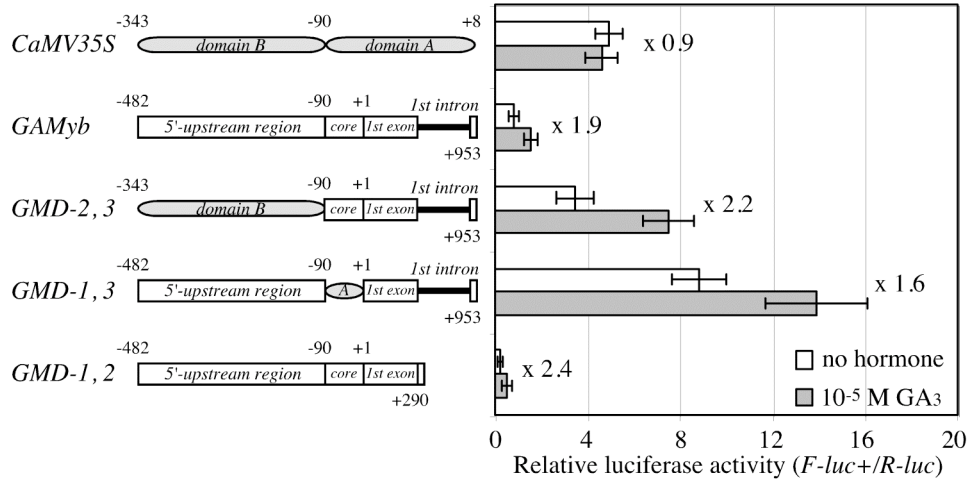 -343 -90 +8
CaMV35S domain B domain A x 0.9
-482 -90 +1 1st intron
GAMyb 5'-upstream region core 1st exon x 1.9
+953
-343 -90 +1 1st intron
GMD-2, 3 domain B core 1st exon x 2.2
+953
-482 -90 +1 1st intron
GMD-1, 3 5'-upstream region A 1st exon x 1.6
+953
-482 -90 +1
GMD-1, 2 5'-upstream region core 1st exon x 2.4
+290
no hormone
10-5 M GA3
0 4 8 12 16 20
Relative luciferase activity (F-luc+/R-luc)